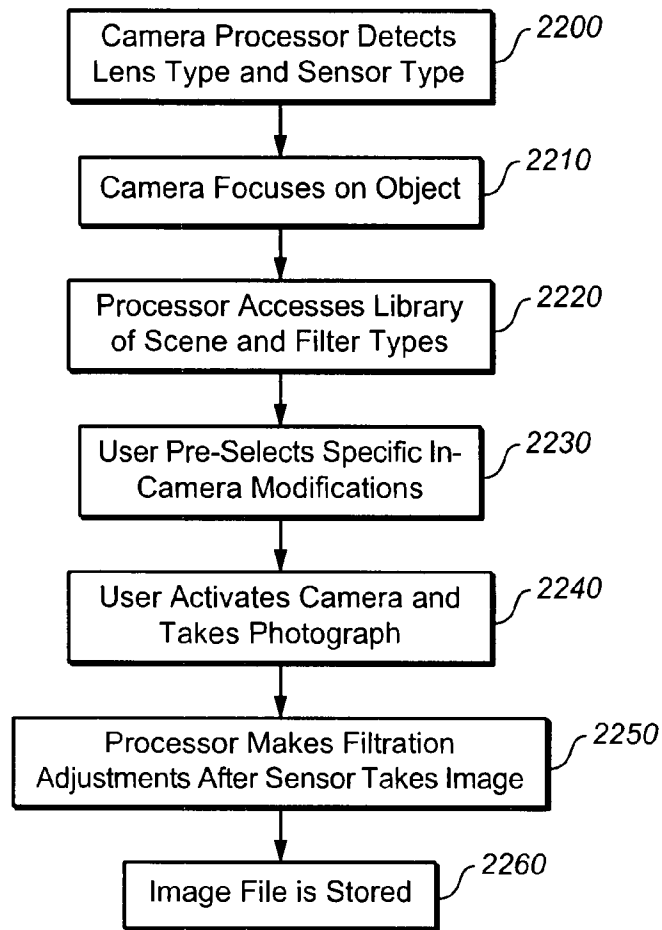 Camera Processor Detects
Lens Type and Sensor Type
2200
Camera Focuses on Object
2210
Processor Accesses Library
of Scene and Filter Types
2220
User Pre-Selects Specific In-
Camera Modifications
2230
User Activates Camera and
Takes Photograph
2240
Processor Makes Filtration
Adjustments After Sensor Takes Image
2250
Image File is Stored
2260